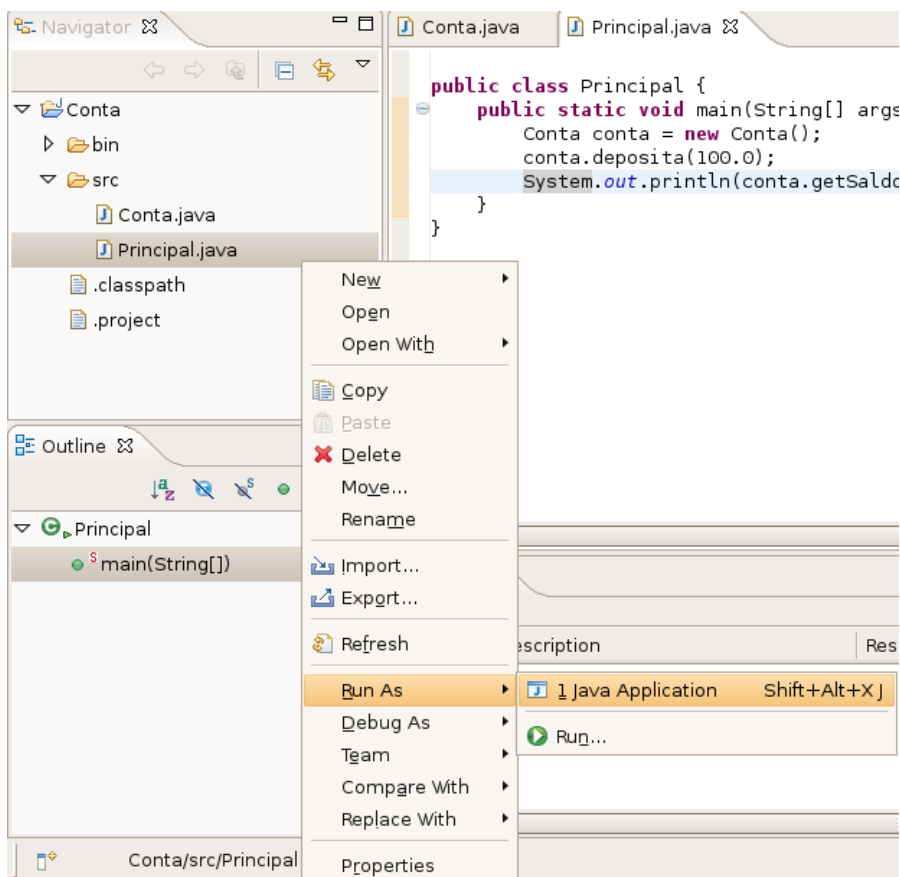 Navigator
Conta
bin
src
Conta.java
Principal.java
.classpath
.project
Outline
Principal
main(String[])
Conta.java
Principal.java
public class Principal {
public static void main(String[] args
Conta conta = new Conta();
conta.deposita(100.0);
System.out.println(conta.getSaldo
}
}
New
Open
Open With
Copy
Paste
Delete
Move...
Rename
Import...
Export...
Refresh
Run As
Debug As
Team
Compare With
Replace With
Properties
1 Java Application Shift+Alt+X J
Run...
escription Res
Conta/src/Principal